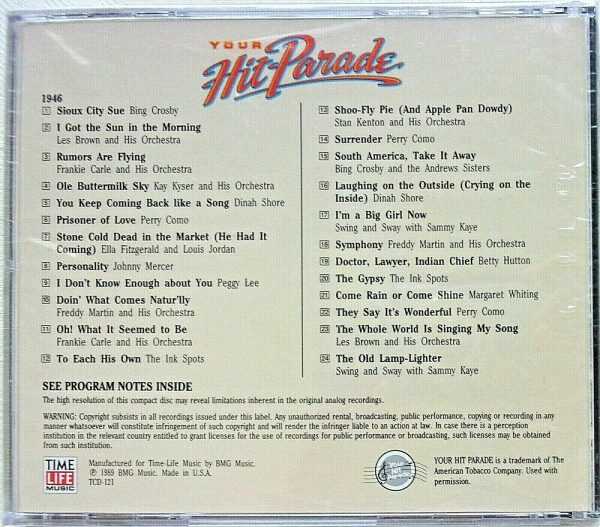 YOUR
Hit Parade
1946
1 Sioux City Sue Bing Crosby
2 I Got the Sun in the Morning
Les Brown and His Orchestra
3 Rumors Are Flying
Frankie Carle and His Orchestra
4 Ole Buttermilk Sky Kay Kyser and His Orchestra
5 You Keep Coming Back like a Song Dinah Shore
6 Prisoner of Love Perry Como
7 Stone Cold Dead in the Market (He Had It
Coming) Ella Fitzgerald and Louis Jordan
8 Personality Johnny Mercer
9 I Don't Know Enough about You Peggy Lee
10 Doin' What Comes Natur'lly
Freddy Martin and His Orchestra
11 Oh! What It Seemed to Be
Frankie Carle and His Orchestra
12 To Each His Own The Ink Spots
13 Shoo-Fly Pie (And Apple Pan Dowdy)
Stan Kenton and His Orchestra
14 Surrender Perry Como
15 South America, Take It Away
Bing Crosby and the Andrews Sisters
16 Laughing on the Outside (Crying on the
Inside) Dinah Shore
17 I'm a Big Girl Now
Swing and Sway with Sammy Kaye
18 Symphony Freddy Martin and His Orchestra
19 Doctor, Lawyer, Indian Chief Betty Hutton
20 The Gypsy The Ink Spots
21 Come Rain or Come Shine Margaret Whiting
22 They Say It's Wonderful Perry Como
23 The Whole World Is Singing My Song
Les Brown and His Orchestra
24 The Old Lamp-Lighter
Swing and Sway with Sammy Kaye
SEE PROGRAM NOTES INSIDE
The high resolution of this compact disc may reveal limitations inherent in the original analog recordings.
WARNING: Copyright subsists in all recordings issued under this label. Any unauthorized rental, broadcasting, public performance, copying or recording in any
manner whatsoever will constitute infringement of such copyright and will render the infringer liable to an action at law. In case there is a perception
institution in the relevant country entitled to grant licenses for the use of recordings for public performance or broadcasting, such licenses may be obtained
from such institution.
TIME
LIFE
MUSIC
Manufactured for Time-Life Music by BMG Music.
℗ 1989 BMG Music. Made in U.S.A.
TCD-121
YOUR
HIT
YOUR HIT PARADE is a trademark of The
American Tobacco Company. Used with
permission.